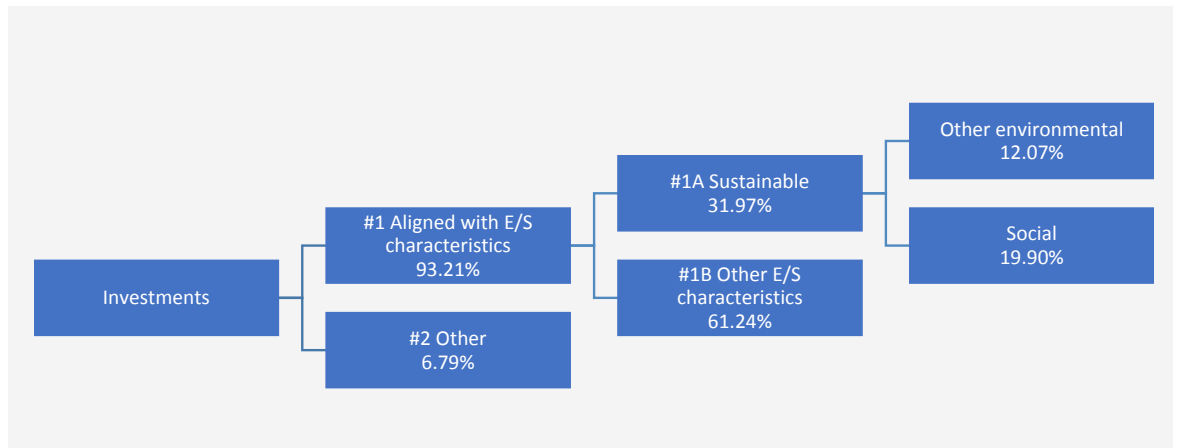 Investments
#1 Aligned with E/S
characteristics
93.21%
#2 Other
6.79%
#1A Sustainable
31.97%
#1B Other E/S
characteristics
61.24%
Other environmental
12.07%
Social
19.90%